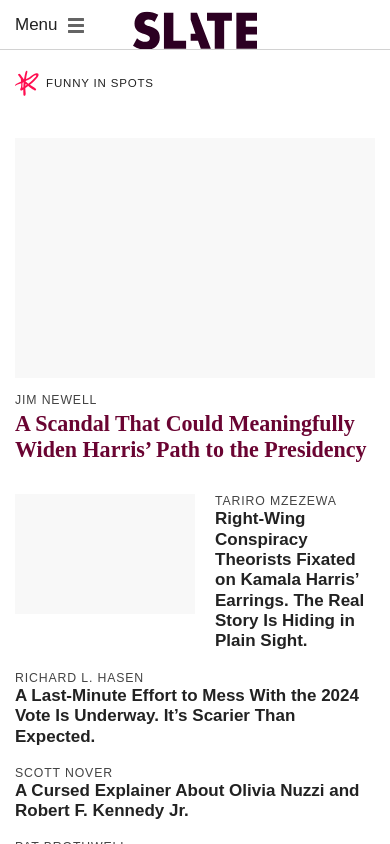 Menu
SLATE
FUNNY IN SPOTS
JIM NEWELL
A Scandal That Could Meaningfully
Widen Harris’ Path to the Presidency
TARIRO MZEZEWA
Right-Wing
Conspiracy
Theorists Fixated
on Kamala Harris’
Earrings. The Real
Story Is Hiding in
Plain Sight.
RICHARD L. HASEN
A Last-Minute Effort to Mess With the 2024
Vote Is Underway. It’s Scarier Than
Expected.
SCOTT NOVER
A Cursed Explainer About Olivia Nuzzi and
Robert F. Kennedy Jr.